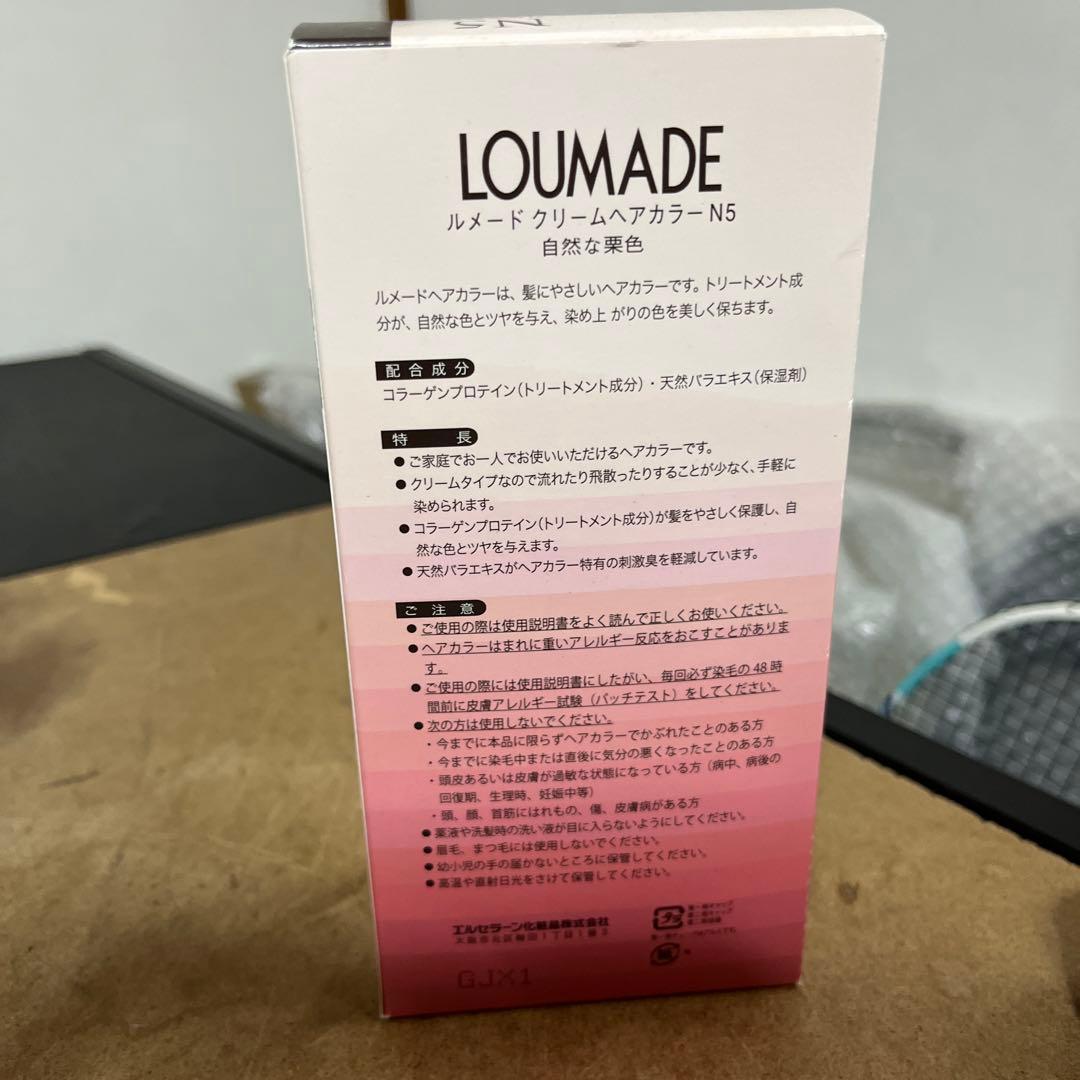 LOUMADE
ルメード クリームヘアカラー N5
自然な栗色
ルメードヘアカラーは、髪にやさしいヘアカラーです。トリートメント成
分が、自然な色とツヤを与え、染め上 がりの色を美しく保ちます。
配合成分
コラーゲンプロテイン(トリートメント成分)・天然バラエキス(保湿剤)
特長
●ご家庭でお一人でお使いいただけるヘアカラーです。
●クリームタイプなので流れたり飛散ったりすることが少なく、手軽に
染められます。
●コラーゲンプロテイン(トリートメント成分)が髪をやさしく保護し、自
然な色とツヤを与えます。
●天然バラエキスがヘアカラー特有の刺激臭を軽減しています。
ご注意
●ご使用の際は使用説明書をよく読んで正しくお使いください。
●ヘアカラーはまれに重いアレルギー反応をおこすことがありま
す。
●ご使用の際には使用説明書にしたがい、毎回必ず染毛の48時
間前に皮膚アレルギー試験(パッチテスト)をしてください。
●次の方は使用しないでください。
・今までに本品に限らずヘアカラーでかぶれたことのある方
・今までに染毛中または直後に気分の悪くなったことのある方
・頭皮あるいは皮膚が過敏な状態になっている方(病中、病後の
回復期、生理時、妊娠中等)
・頭、顔、首筋にはれもの、傷、皮膚病がある方
●薬液や洗髪時の洗い液が目に入らないようにしてください。
●眉毛、まつ毛には使用しないでください。
●幼小児の手の届かないところに保管してください。
●高温や直射日光をさけて保管してください。
エルセラーン化粧品株式会社
大阪市北区梅田1丁目1番3
プラ
紙
GJX1